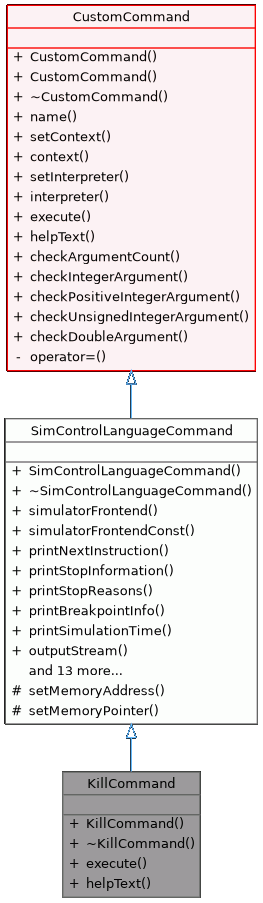 CustomCommand
+ CustomCommand()
+ CustomCommand()
+ ~CustomCommand()
+ name()
+ setContext()
+ context()
+ setInterpreter()
+ interpreter()
+ execute()
+ helpText()
+ checkArgumentCount()
+ checkIntegerArgument()
+ checkPositiveIntegerArgument()
+ checkUnsignedIntegerArgument()
+ checkDoubleArgument()
- operator=()
SimControlLanguageCommand
+ SimControlLanguageCommand()
+ ~SimControlLanguageCommand()
+ simulatorFrontend()
+ simulatorFrontendConst()
+ printNextInstruction()
+ printStopInformation()
+ printStopReasons()
+ printBreakpointInfo()
+ printSimulationTime()
+ outputStream()
and 13 more...
# setMemoryAddress()
# setMemoryPointer()
KillCommand
+ KillCommand()
+ ~KillCommand()
+ execute()
+ helpText()